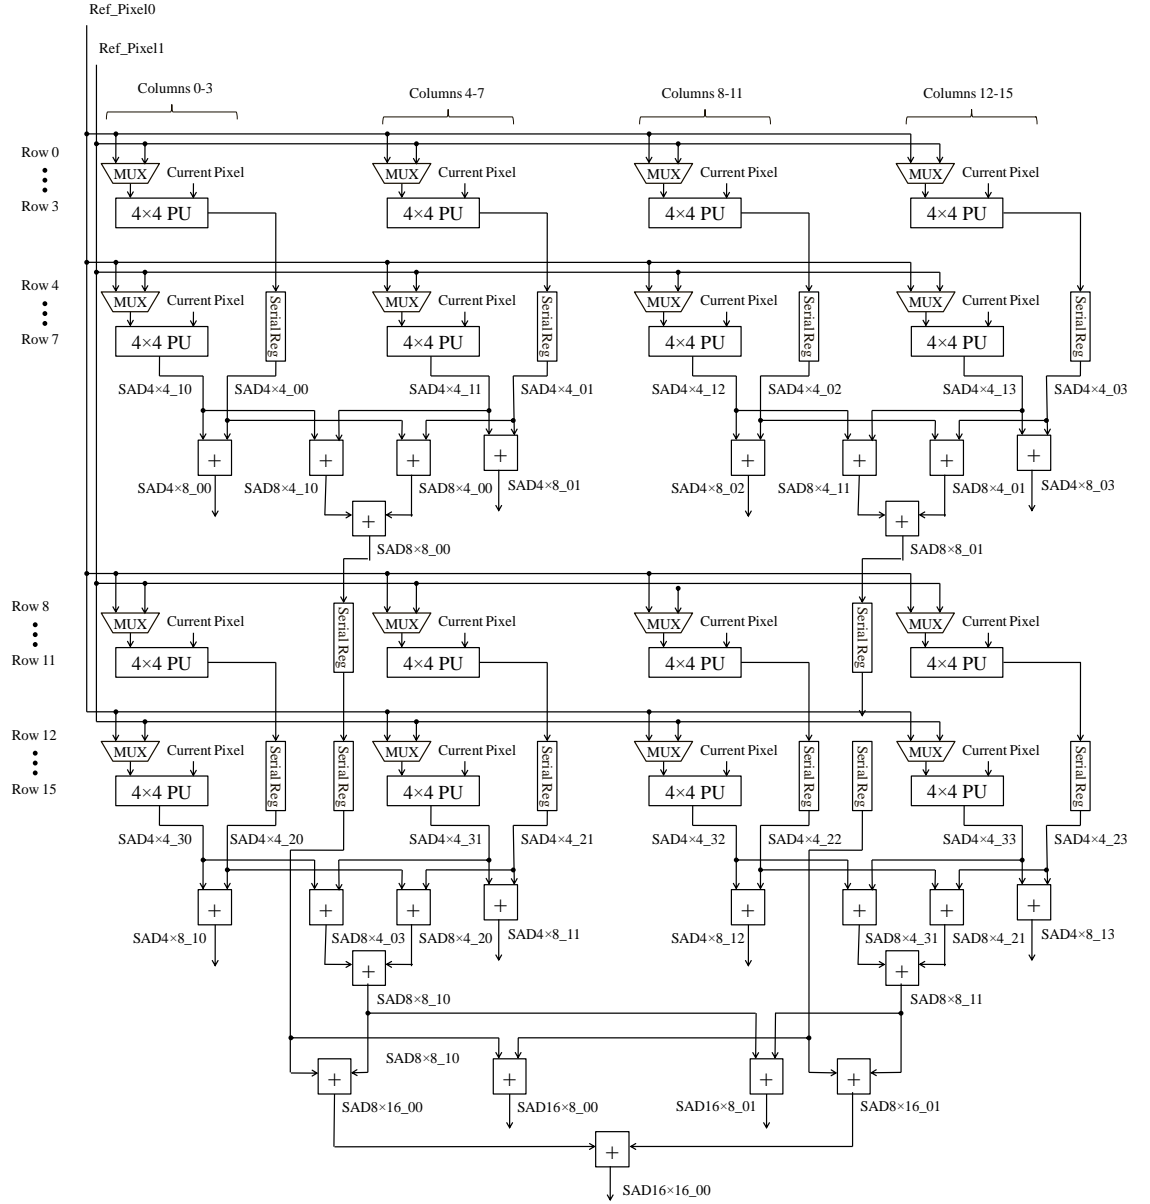 Ref_Pixel0
Ref_Pixel1
Columns 0-3
Columns 4-7
Columns 8-11
Columns 12-15
Row 0
MUX
Current Pixel
MUX
Current Pixel
MUX
Current Pixel
MUX
Current Pixel
Row 3
4×4 PU
4×4 PU
4×4 PU
4×4 PU
Row 4
MUX
Current Pixel
Serial Reg
MUX
Current Pixel
Serial Reg
MUX
Current Pixel
Serial Reg
MUX
Current Pixel
Serial Reg
Row 7
4×4 PU
4×4 PU
4×4 PU
4×4 PU
SAD4×4_10
SAD4×4_00
SAD4×4_11
SAD4×4_01
SAD4×4_12
SAD4×4_02
SAD4×4_13
SAD4×4_03
+
+
+
+
+
+
+
+
SAD4×8_00
SAD8×4_10
SAD8×4_00
SAD4×8_01
SAD4×8_02
SAD8×4_11
SAD8×4_01
SAD4×8_03
+
+
SAD8×8_00
SAD8×8_01
Row 8
MUX
Current Pixel
Serial Reg
MUX
Current Pixel
MUX
Current Pixel
Serial Reg
MUX
Current Pixel
Row 11
4×4 PU
4×4 PU
4×4 PU
4×4 PU
Row 12
MUX
Current Pixel
Serial Reg
Serial Reg
MUX
Current Pixel
Serial Reg
MUX
Current Pixel
Serial Reg
Serial Reg
MUX
Current Pixel
Serial Reg
Row 15
4×4 PU
4×4 PU
4×4 PU
4×4 PU
SAD4×4_30
SAD4×4_20
SAD4×4_31
SAD4×4_21
SAD4×4_32
SAD4×4_22
SAD4×4_33
SAD4×4_23
+
+
+
+
+
+
+
+
SAD4×8_10
SAD8×4_03
SAD8×4_20
SAD4×8_11
SAD4×8_12
SAD8×4_31
SAD8×4_21
SAD4×8_13
+
+
SAD8×8_10
SAD8×8_11
SAD8×8_10
+
+
+
+
SAD8×16_00
SAD16×8_00
SAD16×8_01
SAD8×16_01
+
SAD16×16_00